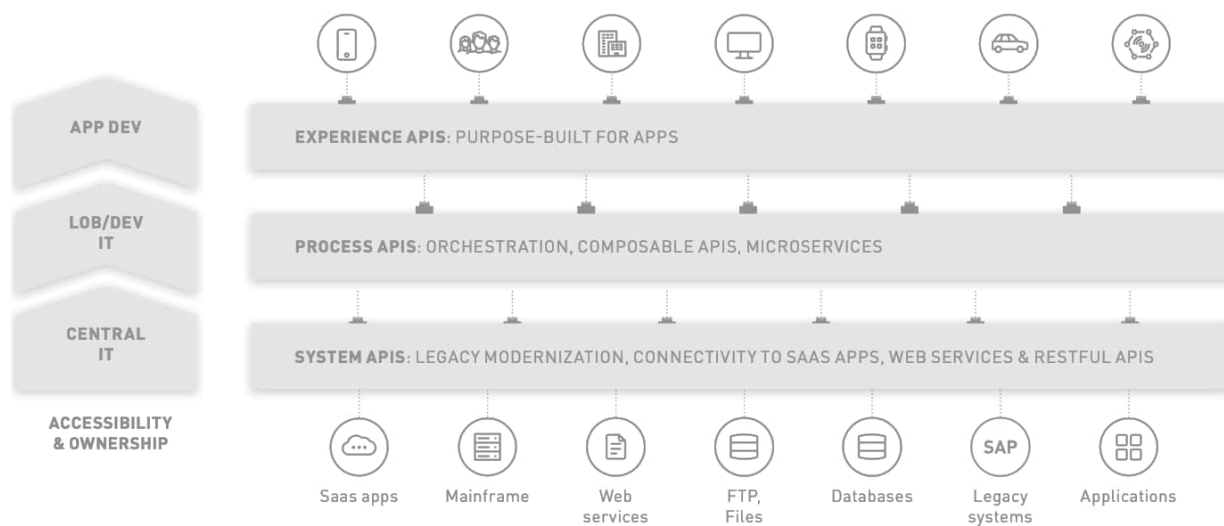 APP DEV
EXPERIENCE APIS: PURPOSE-BUILT FOR APPS
LOB/DEV
IT
PROCESS APIS: ORCHESTRATION, COMPOSABLE APIS, MICROSERVICES
CENTRAL
IT
SYSTEM APIS: LEGACY MODERNIZATION, CONNECTIVITY TO SAAS APPS, WEB SERVICES & RESTFUL APIS
ACCESSIBILITY
& OWNERSHIP
SAP
Saas apps
Mainframe
Web
services
FTP,
Files
Databases
Legacy
systems
Applications